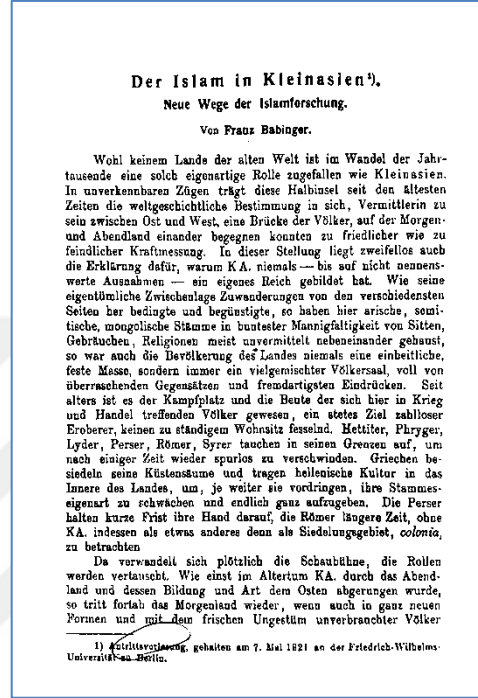 Der Islam in Kleinasien¹).
Neue Wege der Islamforschung.
Von Franz Babinger.
Wohl keinem Lande der alten Welt ist im Wandel der Jahr-
tausende eine solch eigenartige Rolle zugefallen wie Kleinasien.
In unverkennbaren Zügen trägt diese Halbinsel seit den ältesten
Zeiten die weltgeschichtliche Bestimmung in sich, Vermittlerin zu
sein zwischen Ost und West, eine Brücke der Völker, auf der Morgen-
und Abendland einander begegnen konnten zu friedlicher wie zu
feindlicher Kraftmessung. In dieser Stellung liegt zweifellos auch
die Erklärung dafür, warum KA. niemals — bis auf nicht nennens-
werte Ausnahmen — ein eigenes Reich gebildet hat. Wie seine
eigentümliche Zwischenlage Zuwanderungen von den verschiedensten
Seiten her bedingte und begünstigte, so haben hier arische, semi-
tische, mongolische Stämme in buntester Mannigfaltigkeit von Sitten,
Gebräuchen, Religionen meist unvermittelt nebeneinander gehaust,
so war auch die Bevölkerung des Landes niemals eine einheitliche,
feste Masse, sondern immer ein vielgemischter Völkersaal, voll von
überraschenden Gegensätzen und fremdartigsten Eindrücken. Seit
alters ist es der Kampfplatz und die Beute der sich hier in Krieg
und Handel treffenden Völker gewesen, ein stetes Ziel zahlloser
Eroberer, keinen zu ständigem Wohnsitz fesselnd. Hettiter, Phryger,
Lyder, Perser, Römer, Syrer tauchen in seinen Grenzen auf, um
nach einiger Zeit wieder spurlos zu verschwinden. Griechen be-
siedeln seine Küstensäume und tragen hellenische Kultur in das
Innere des Landes, um, je weiter sie vordringen, ihre Stammes-
eigenart zu schwächen und endlich ganz aufzugeben. Die Perser
halten kurze Frist ihre Hand darauf, die Römer längere Zeit, ohne
KA. indessen als etwas anderes denn als Siedelungsgebiet, colonia,
zu betrachten
Da verwandelt sich plötzlich die Schaubühne, die Rollen
werden vertauscht. Wie einst im Altertum KA. durch das Abend-
land und dessen Bildung und Art dem Osten abgerungen wurde,
so tritt fortab das Morgenland wieder, wenn auch in ganz neuen
Formen und mit dem frischen Ungestüm unverbrauchter Völker
1) Antrittsvorlesung, gehalten am 7. Mai 1921 an der Friedrich-Wilhelms-
Universität zu Berlin.